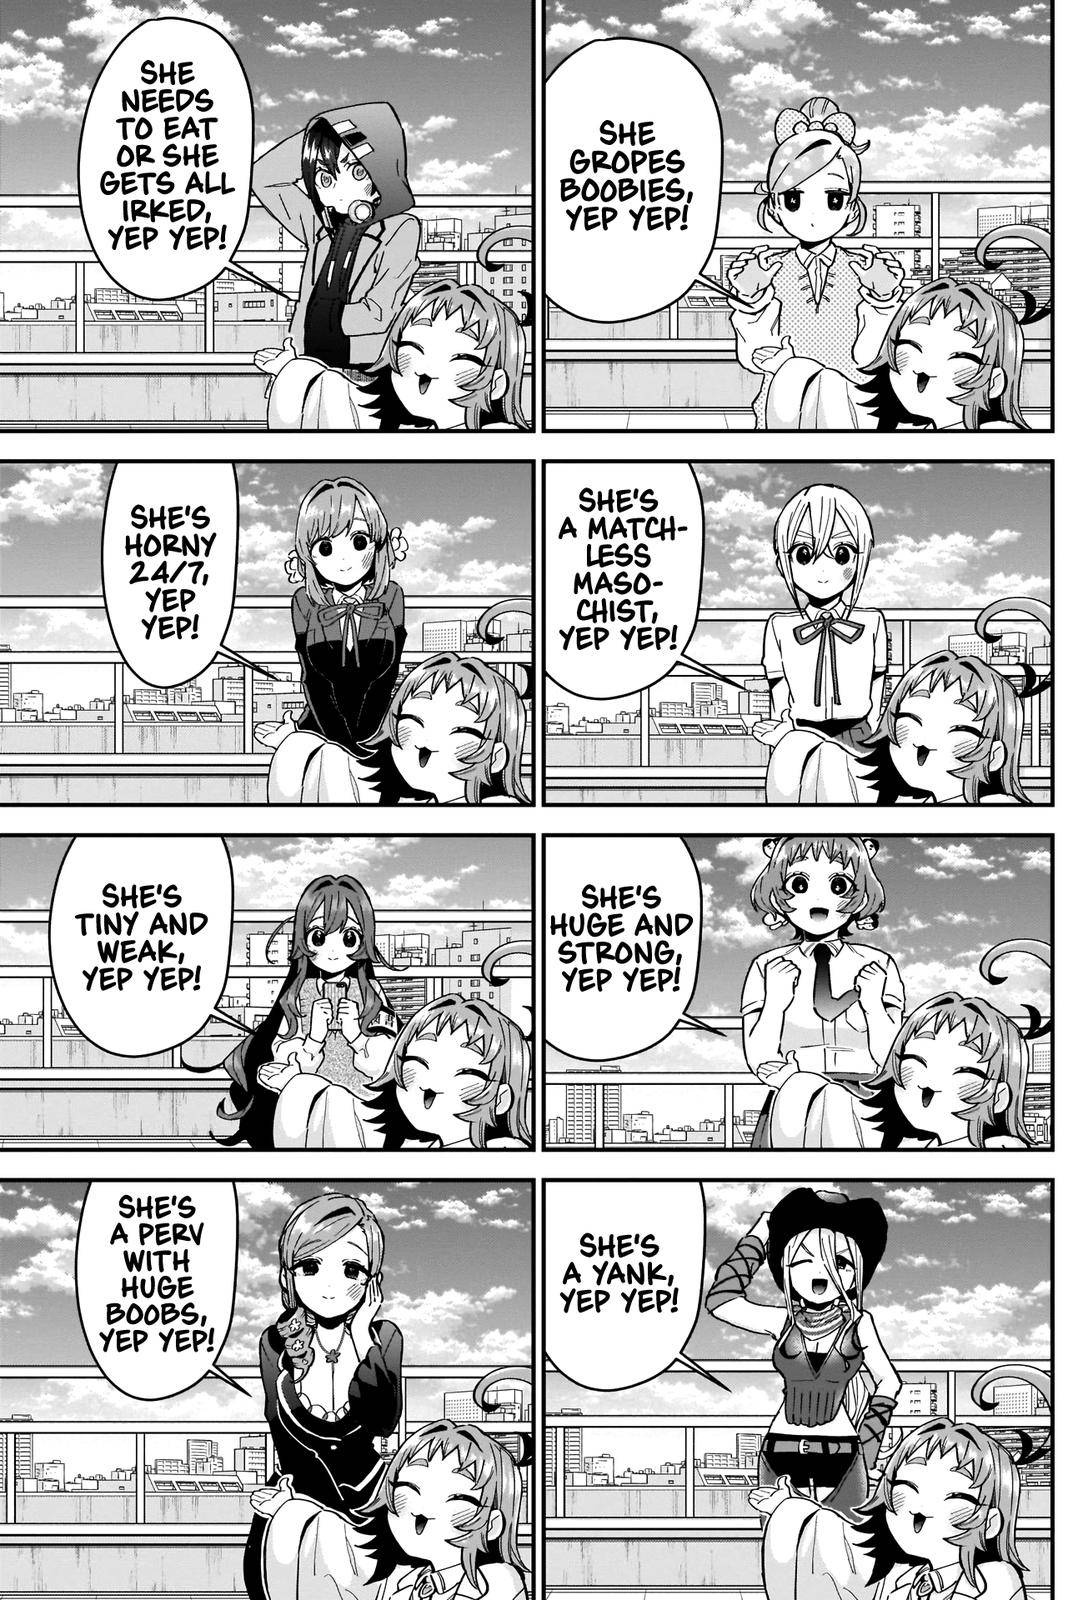 SHE
GROPES
BOOBIES,
YEP YEP!
SHE
NEEDS
TO EAT
OR SHE
GETS ALL
IRKED,
YEP YEP!
SHE'S
A MATCH-
LESS
MASO-
CHIST,
YEP YEP!
SHE'S
HORNY
24/7,
YEP
YEP!
SHE'S
HUGE AND
STRONG,
YEP YEP!
SHE'S
TINY AND
WEAK,
YEP YEP!
SHE'S
A YANK,
YEP YEP!
SHE'S
A PERV
WITH
HUGE
BOOBS,
YEP YEP!